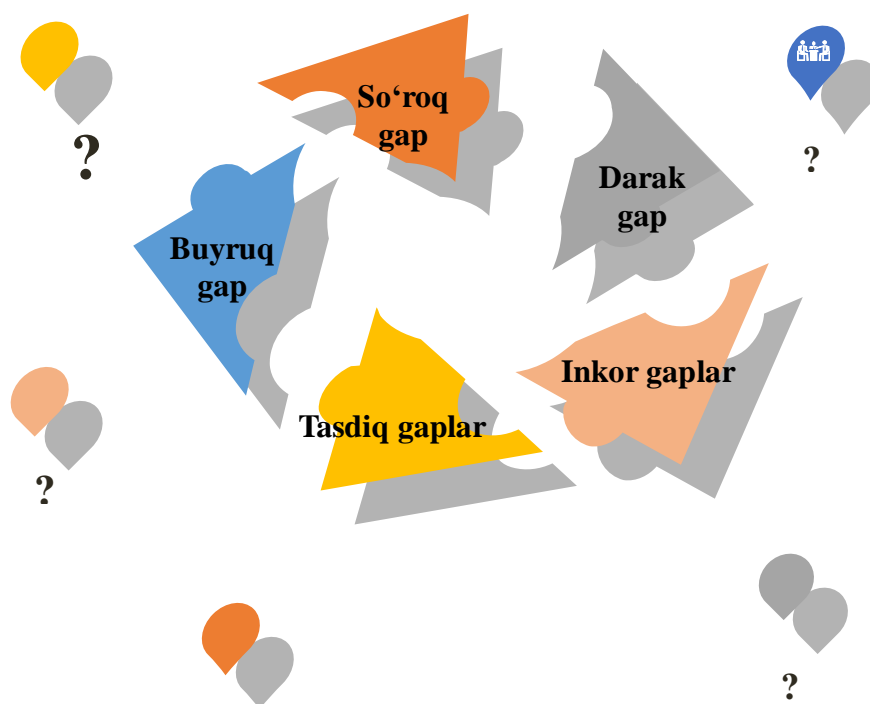 So‘roq
gap
?
?
Darak
gap
Buyruq
gap
Inkor gaplar
Tasdiq gaplar
?
?